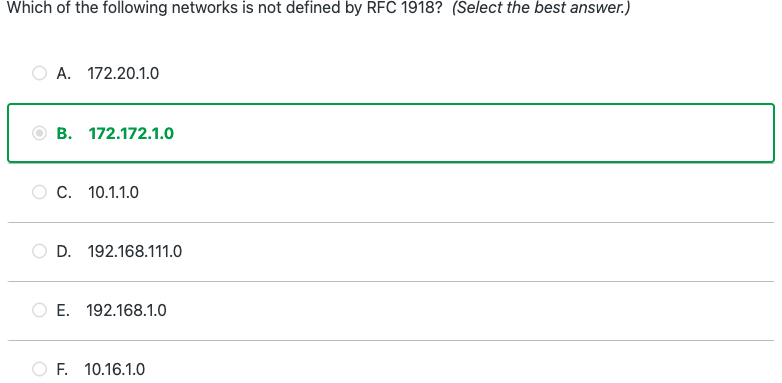 Which of the following networks is not defined by RFC 1918? (Select the best answer.)
A. 172.20.1.0
B. 172.172.1.0
C. 10.1.1.0
D. 192.168.111.0
E. 192.168.1.0
F. 10.16.1.0